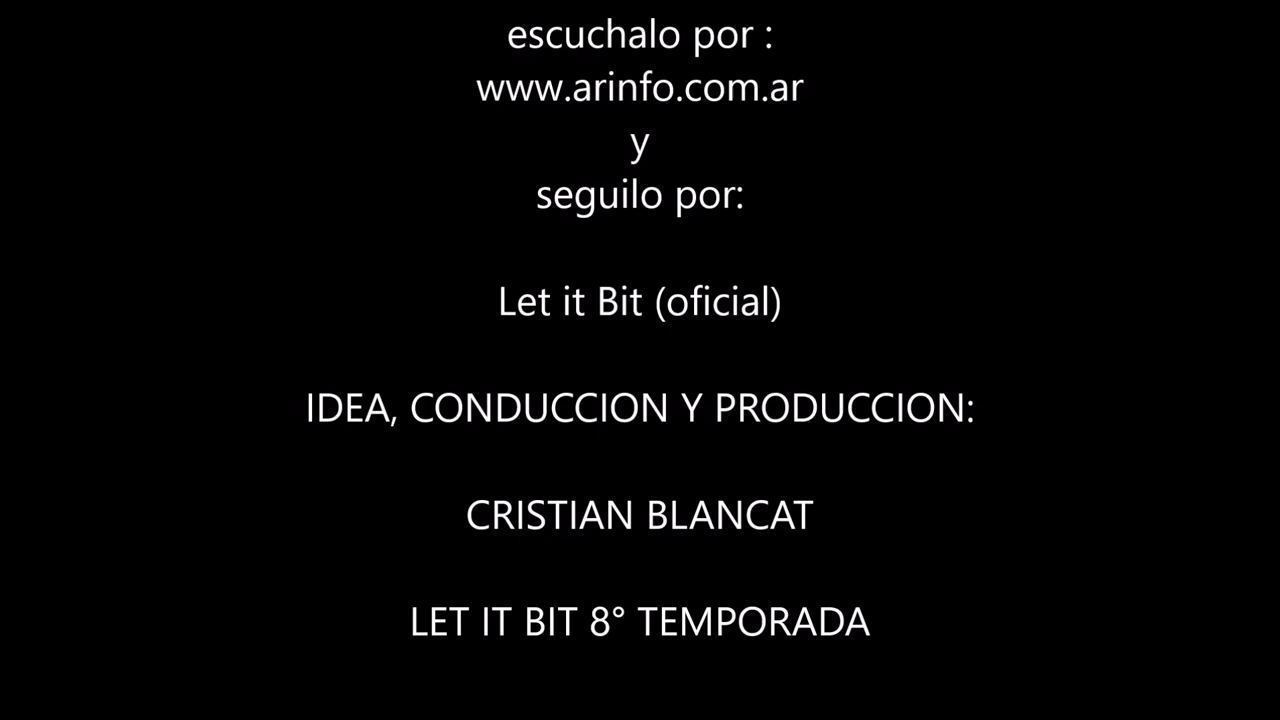 escuchalo por :
www.arinfo.com.ar
y
seguilo por:
Let it Bit (oficial)
IDEA, CONDUCCION Y PRODUCCION:
CRISTIAN BLANCAT
LET IT BIT 8° TEMPORADA